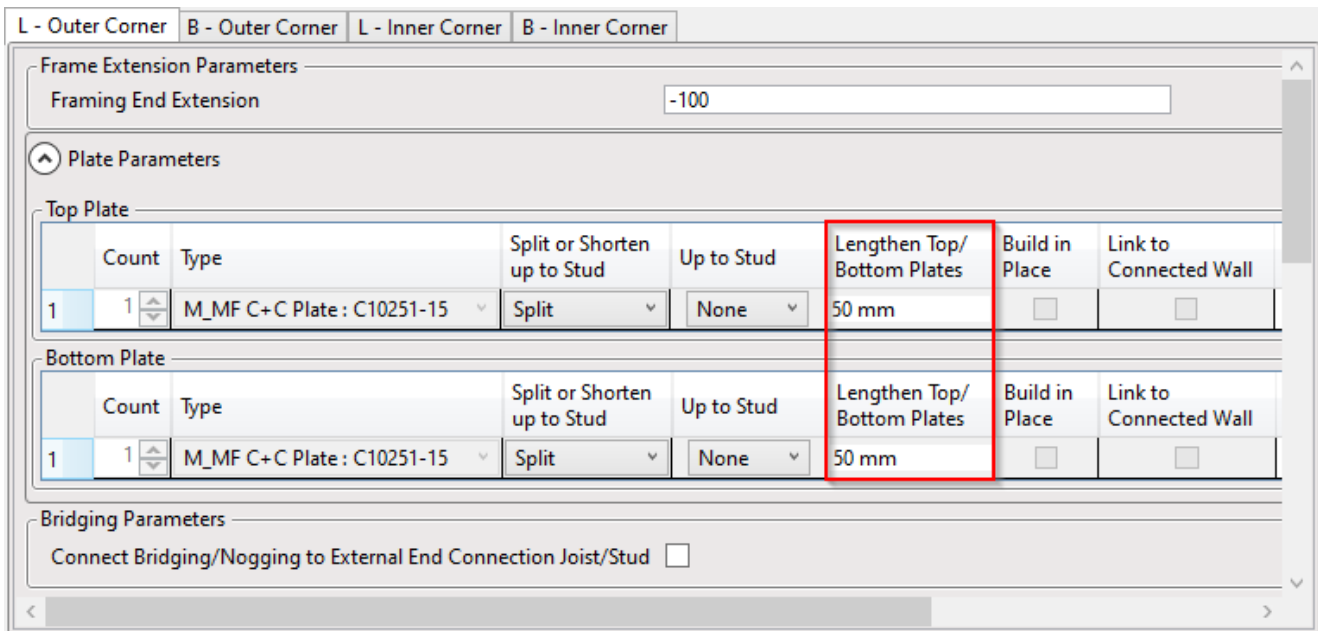 L - Outer Corner B - Outer Corner L - Inner Corner B - Inner Corner
Frame Extension Parameters
Framing End Extension -100
Plate Parameters
Top Plate
Count Type Split or Shorten up to Stud Up to Stud Lengthen Top/ Bottom Plates Build in Place Link to Connected Wall
1 1 M_MF C+C Plate : C10251-15 Split None 50 mm
Bottom Plate
Count Type Split or Shorten up to Stud Up to Stud Lengthen Top/ Bottom Plates Build in Place Link to Connected Wall
1 1 M_MF C+C Plate : C10251-15 Split None 50 mm
Bridging Parameters
Connect Bridging/Nogging to External End Connection Joist/Stud